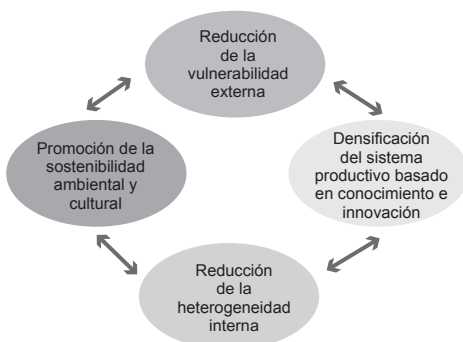 Reducción
de la
vulnerabilidad
externa
Promoción de la
sostenibilidad
ambiental y
cultural
Densificación
del sistema
productivo basado
en conocimiento e
innovación
Reducción
de la
heterogeneidad
interna